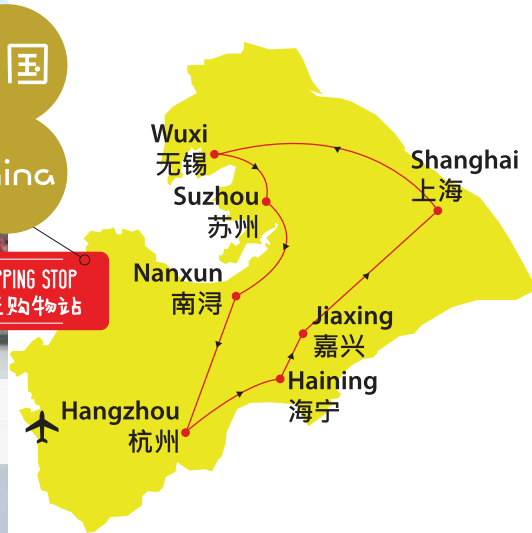 国
ina
PPING STOP
购物站
Wuxi
无锡
Suzhou
苏州
Shanghai
上海
Nanxun
南浔
Jiaxing
嘉兴
Haining
海宁
Hangzhou
杭州